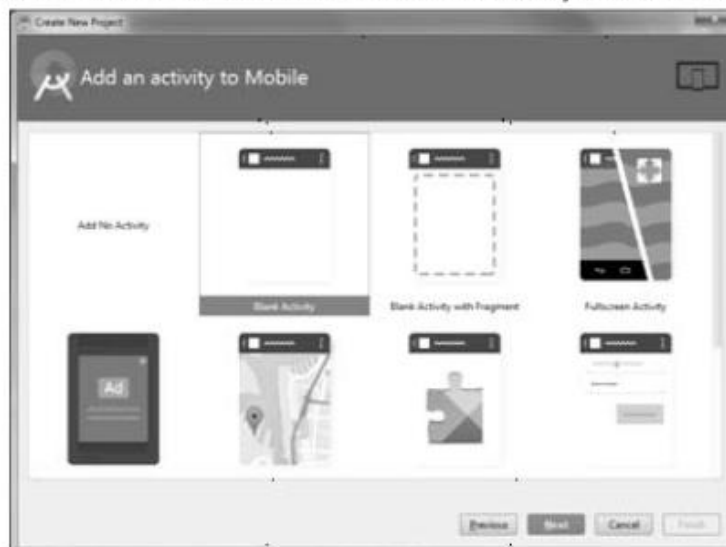 Create New Project
Add an activity to Mobile
Add No Activity
Blank Activity
Blank Activity with Fragment
Fullscreen Activity
Ad
Previous
Next
Cancel
Finish